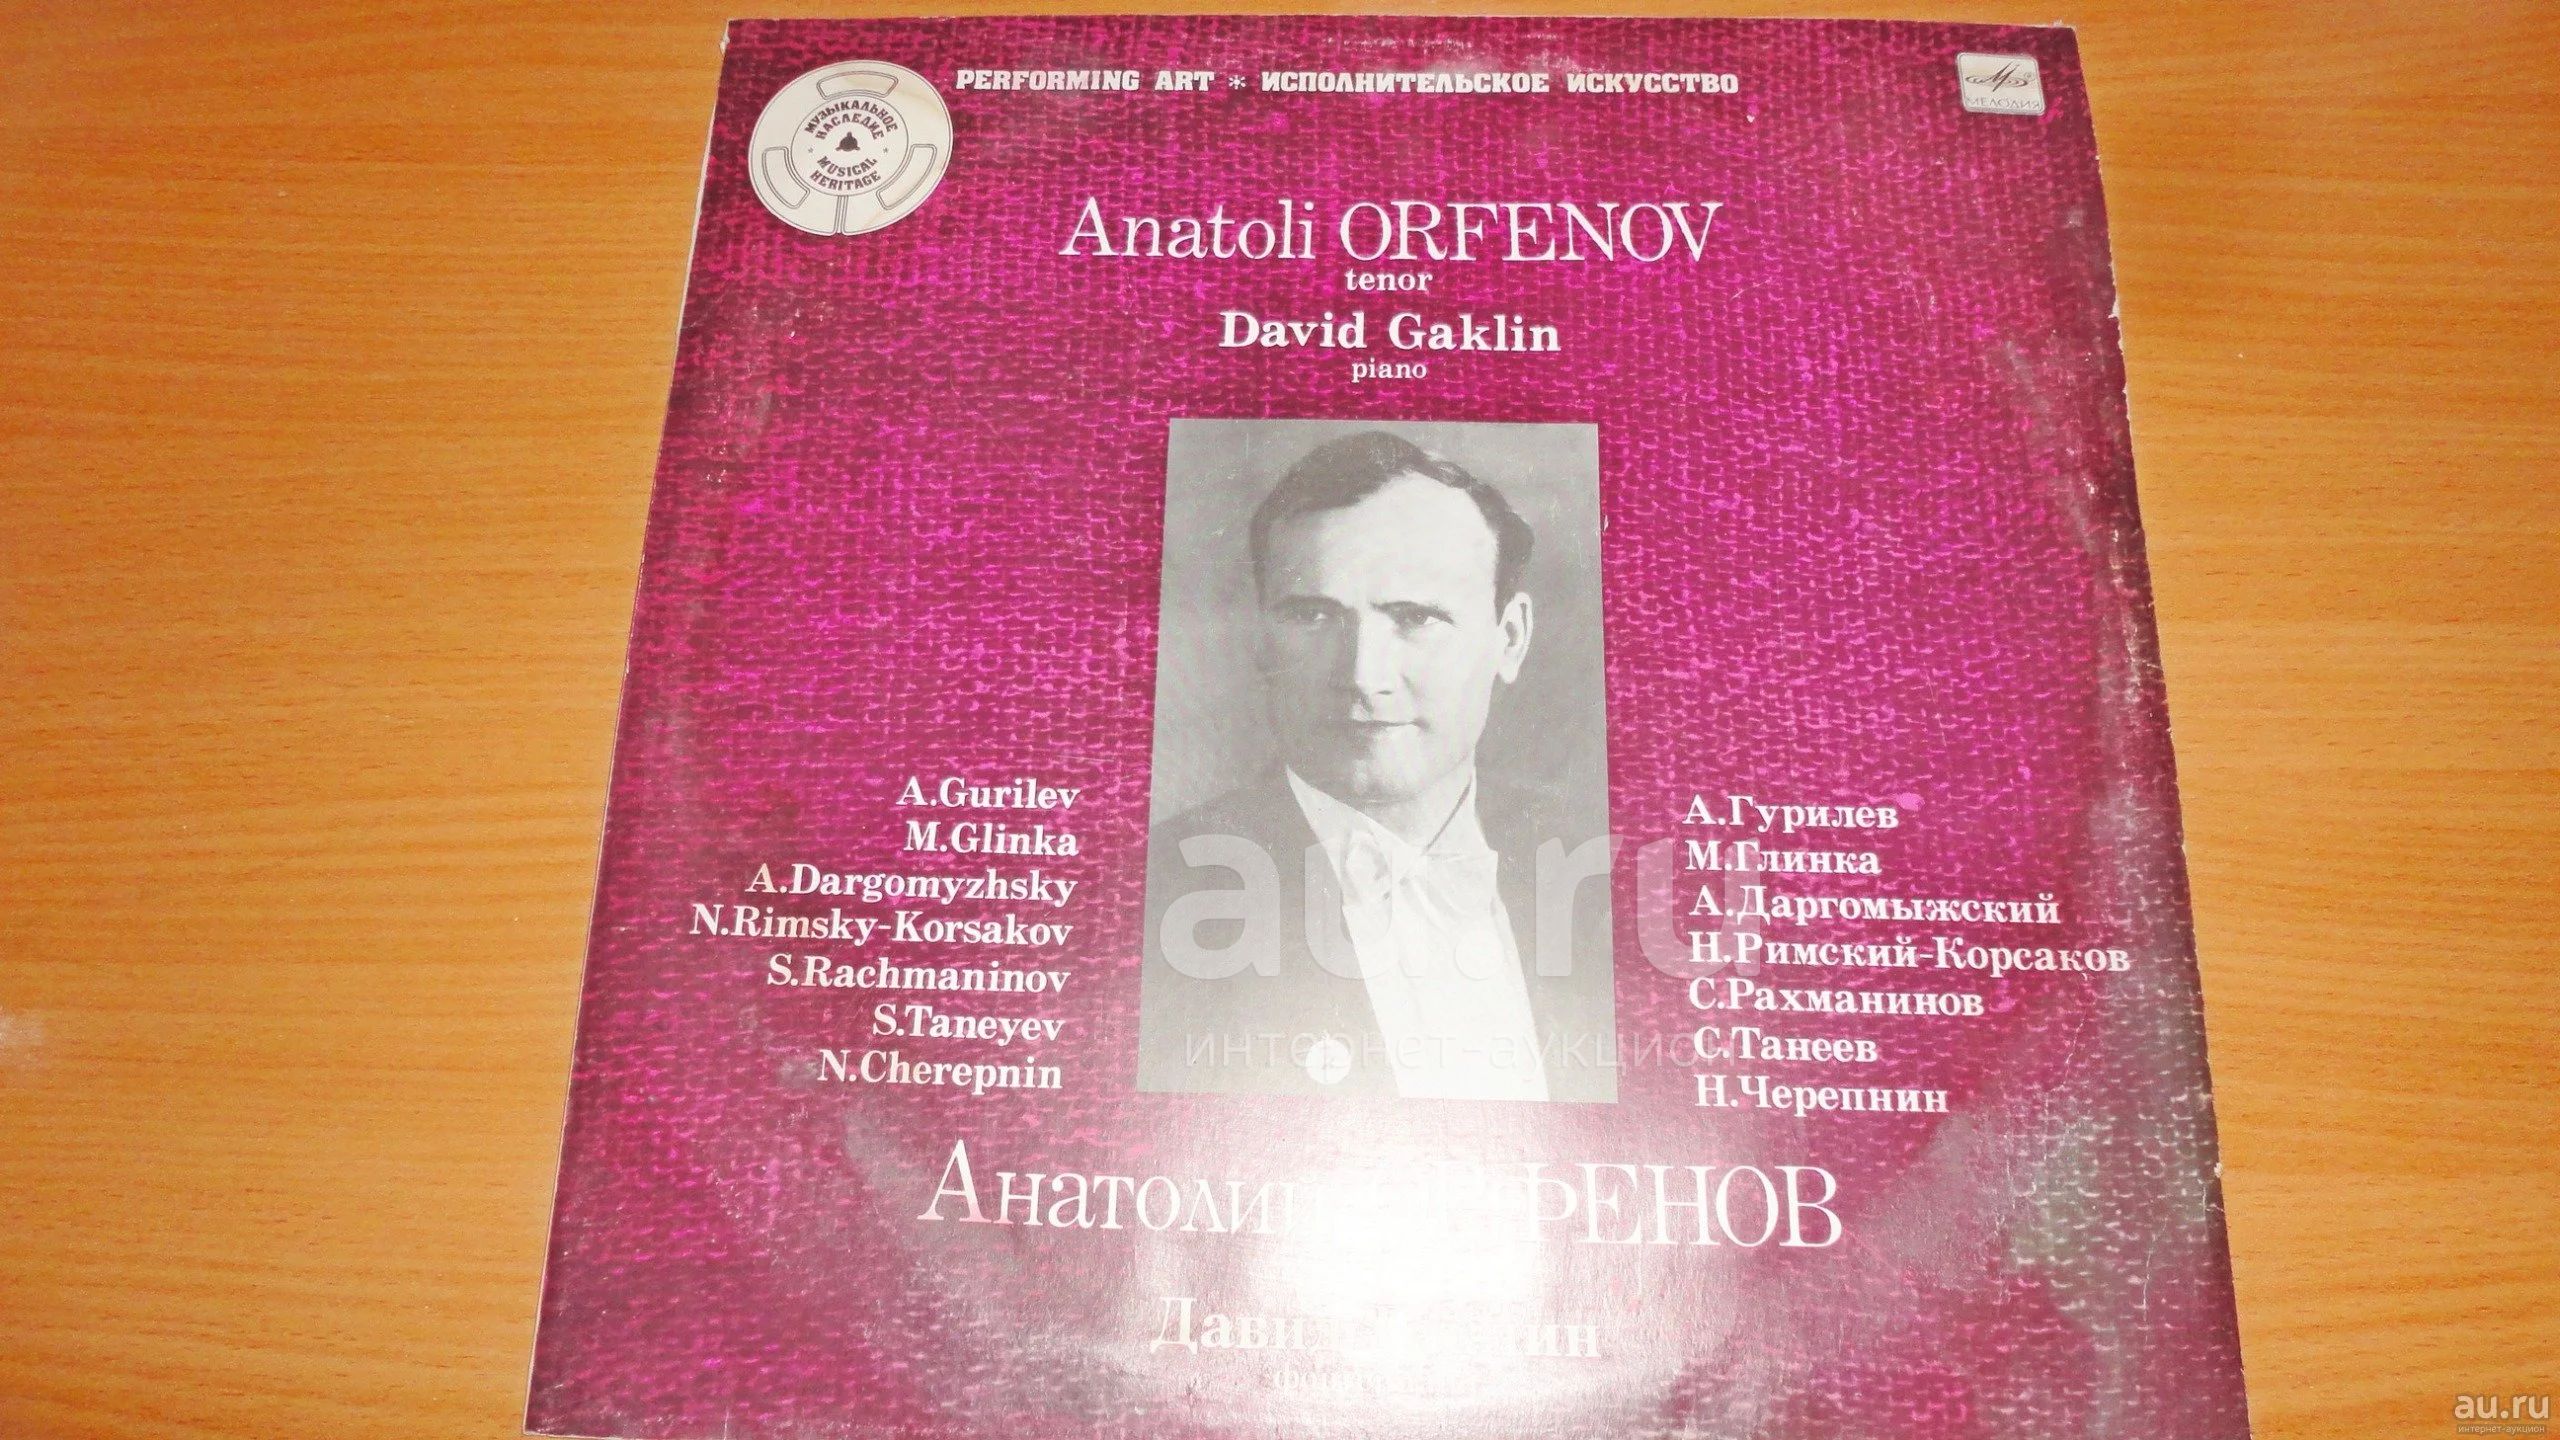 PERFORMING ART * ИСПОЛНИТЕЛЬСКОЕ ИСКУССТВО
МУЗЫКАЛЬНОЕ
НАСЛЕДИЕ
* MUSICAL *
HERITAGE
МЕЛОДИЯ
Anatoli ORFENOV
tenor
David Gaklin
piano
A.Gurilev
M.Glinka
A.Dargomyzhsky
N.Rimsky-Korsakov
S.Rachmaninov
S.Taneyev
N.Cherepnin
А.Гурилев
М.Глинка
А.Даргомыжский
Н.Римский-Корсаков
С.Рахманинов
С.Танеев
Н.Черепнин
au.ru
интернет-аукцион
Анатолий
au.ru
интернет-аукцион